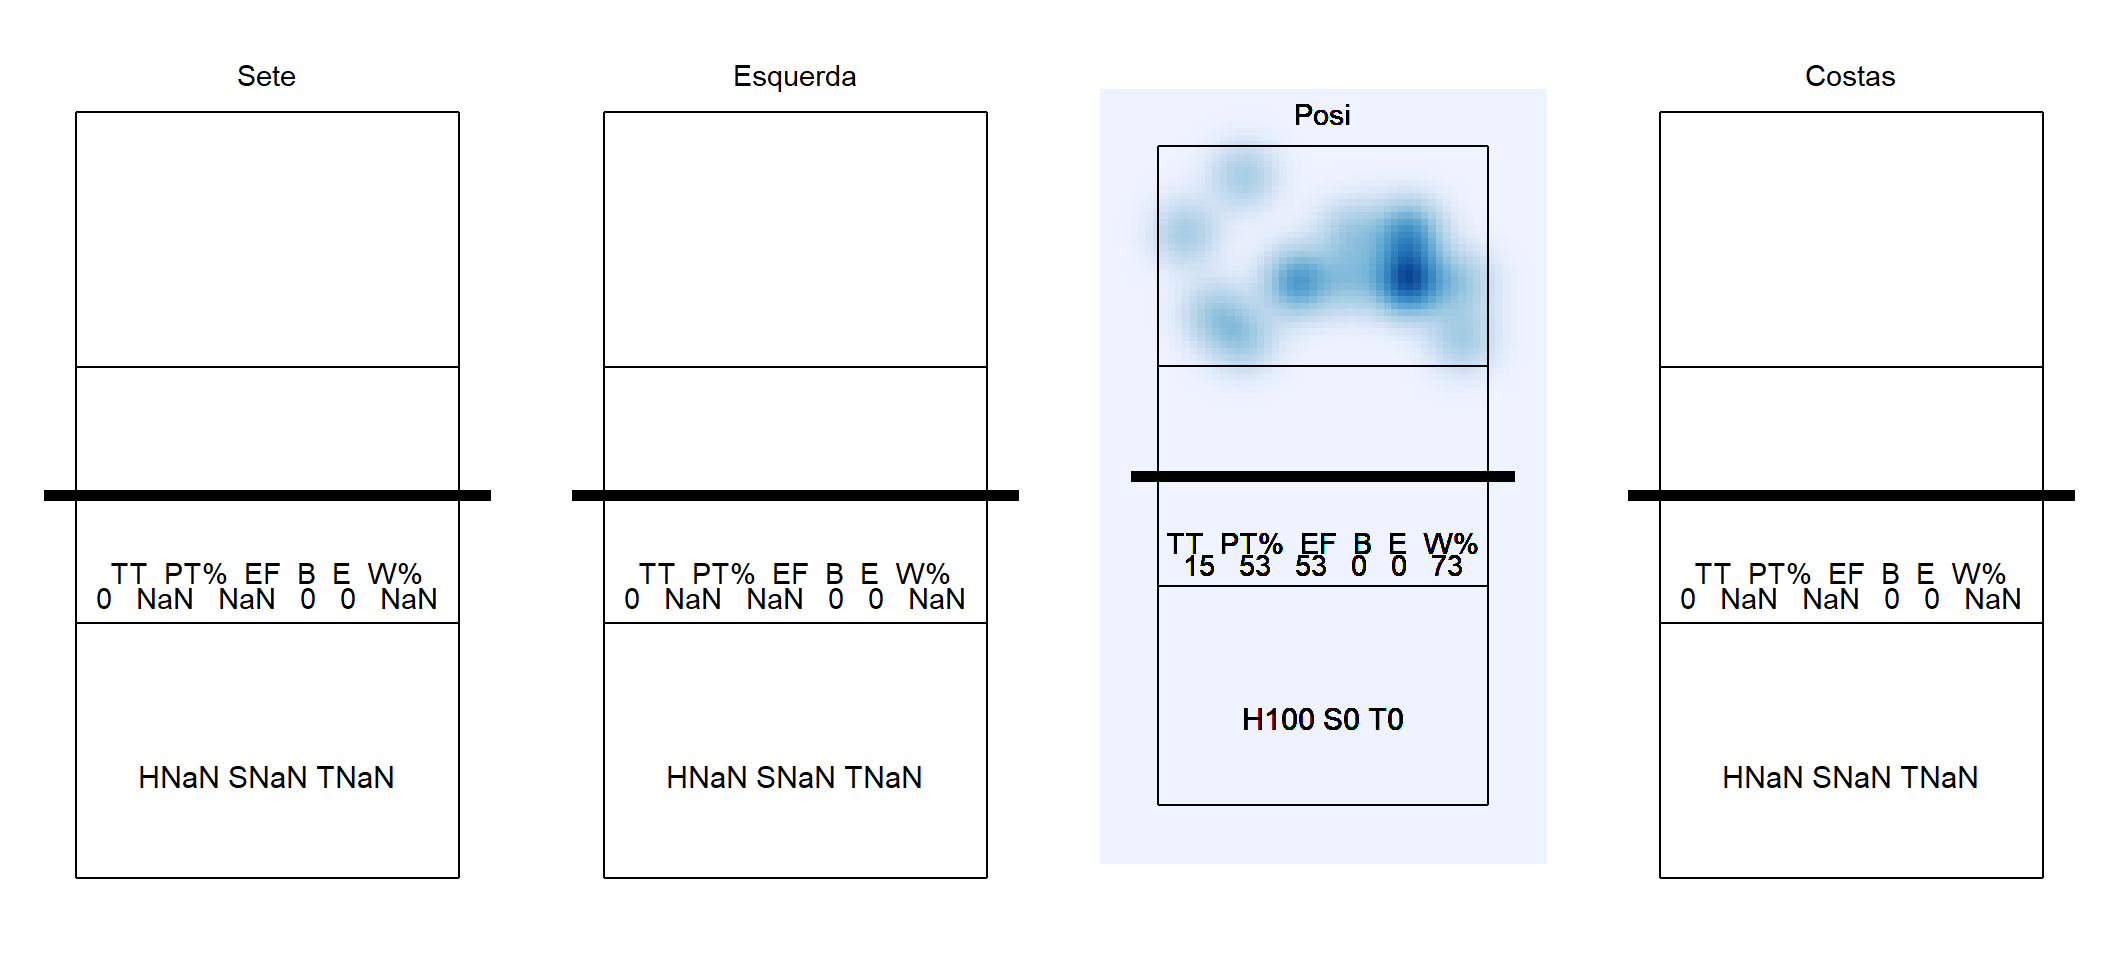 Sete
TT PT% EF B E W%
0 NaN NaN 0 0 NaN
HNaN SNaN TNaN
Esquerda
TT PT% EF B E W%
0 NaN NaN 0 0 NaN
HNaN SNaN TNaN
Posi
TT PT% EF B E W%
15 53 53 0 0 73
H100 S0 T0
Costas
TT PT% EF B E W%
0 NaN NaN 0 0 NaN
HNaN SNaN TNaN